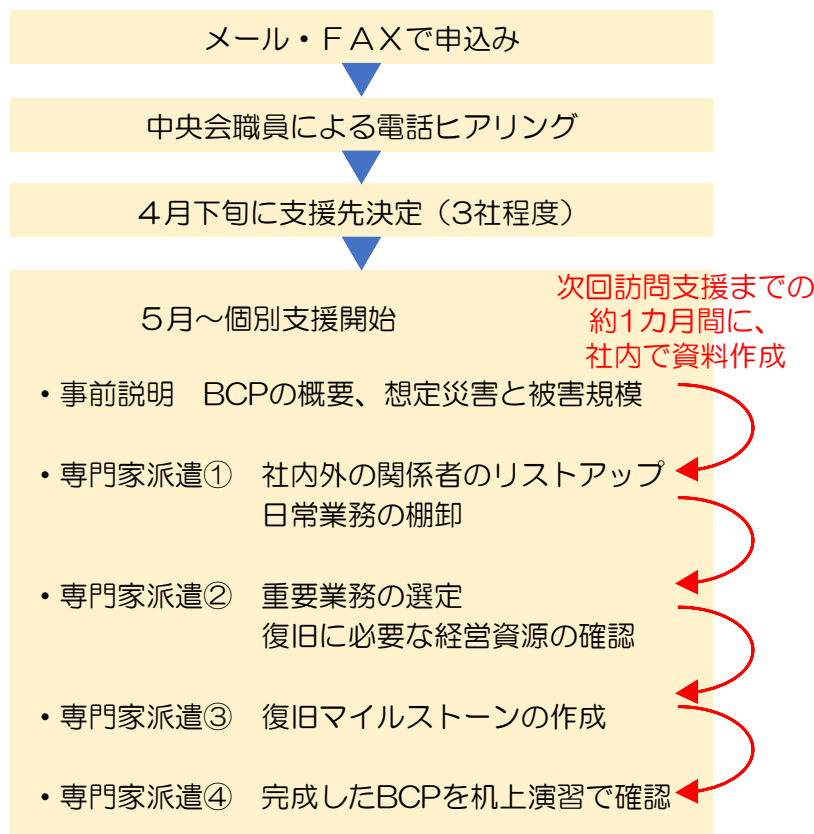 メール・ＦＡＸで申込み
中央会職員による電話ヒアリング
４月下旬に支援先決定（3社程度）
次回訪問支援までの
約1カ月間に、
社内で資料作成
５月～個別支援開始
・事前説明　BCPの概要、想定災害と被害規模
・専門家派遣①　社内外の関係者のリストアップ
日常業務の棚卸
・専門家派遣②　重要業務の選定
復旧に必要な経営資源の確認
・専門家派遣③　復旧マイルストーンの作成
・専門家派遣④　完成したBCPを机上演習で確認